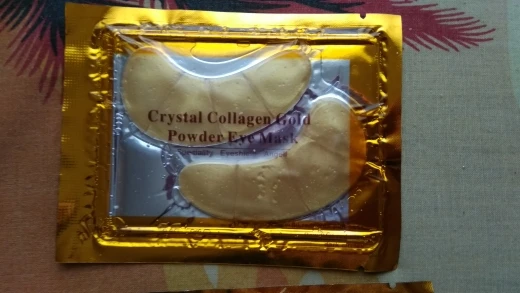 Crystal Collagen Gold
Powder Eye Mask